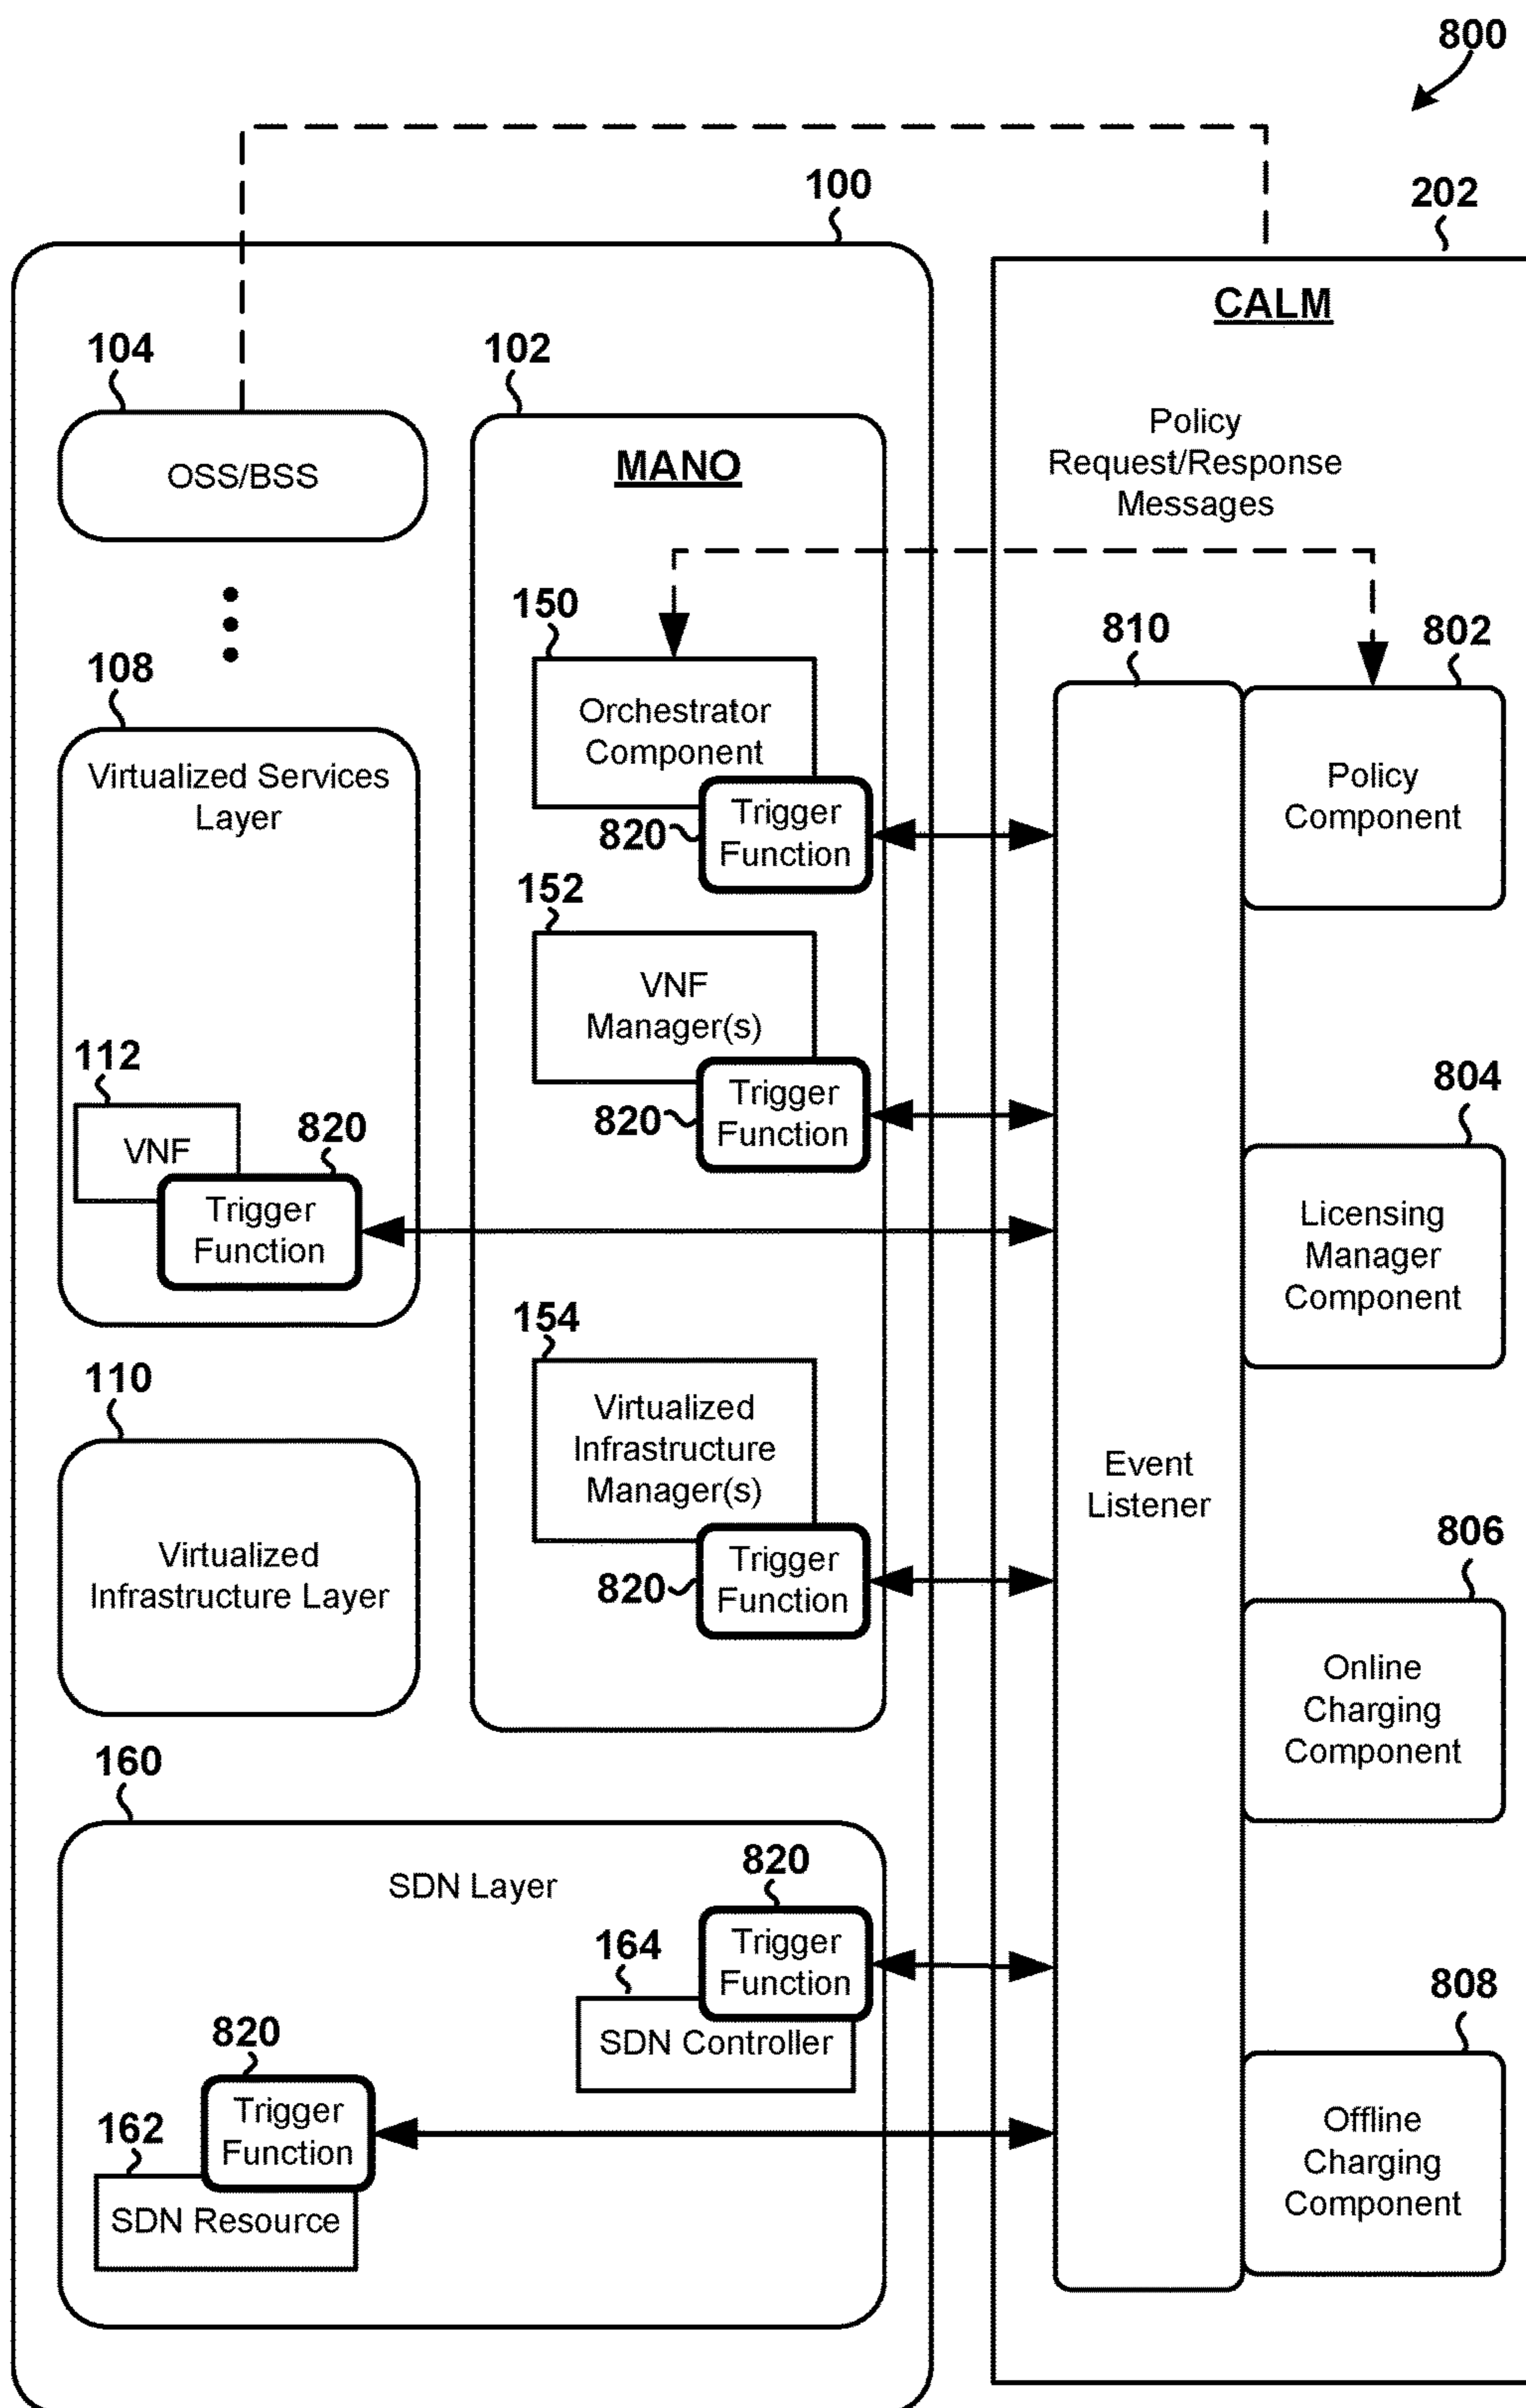 800
100
202
CALM
104
102
OSS/BSS
MANO
Policy
Request/Response
Messages
150
810
802
108
Orchestrator
Component
Virtualized Services
Layer
Policy
Component
820
Trigger
Function
152
VNF
Manager(s)
820
Trigger
Function
112
VNF
820
Trigger
Function
804
Licensing
Manager
Component
154
110
Virtualized
Infrastructure
Manager(s)
Event
Listener
820
Trigger
Function
Virtualized
Infrastructure Layer
806
Online
Charging
Component
160
SDN Layer
820
Trigger
Function
164
SDN Controller
808
820
Trigger
Function
162
SDN Resource
Offline
Charging
Component